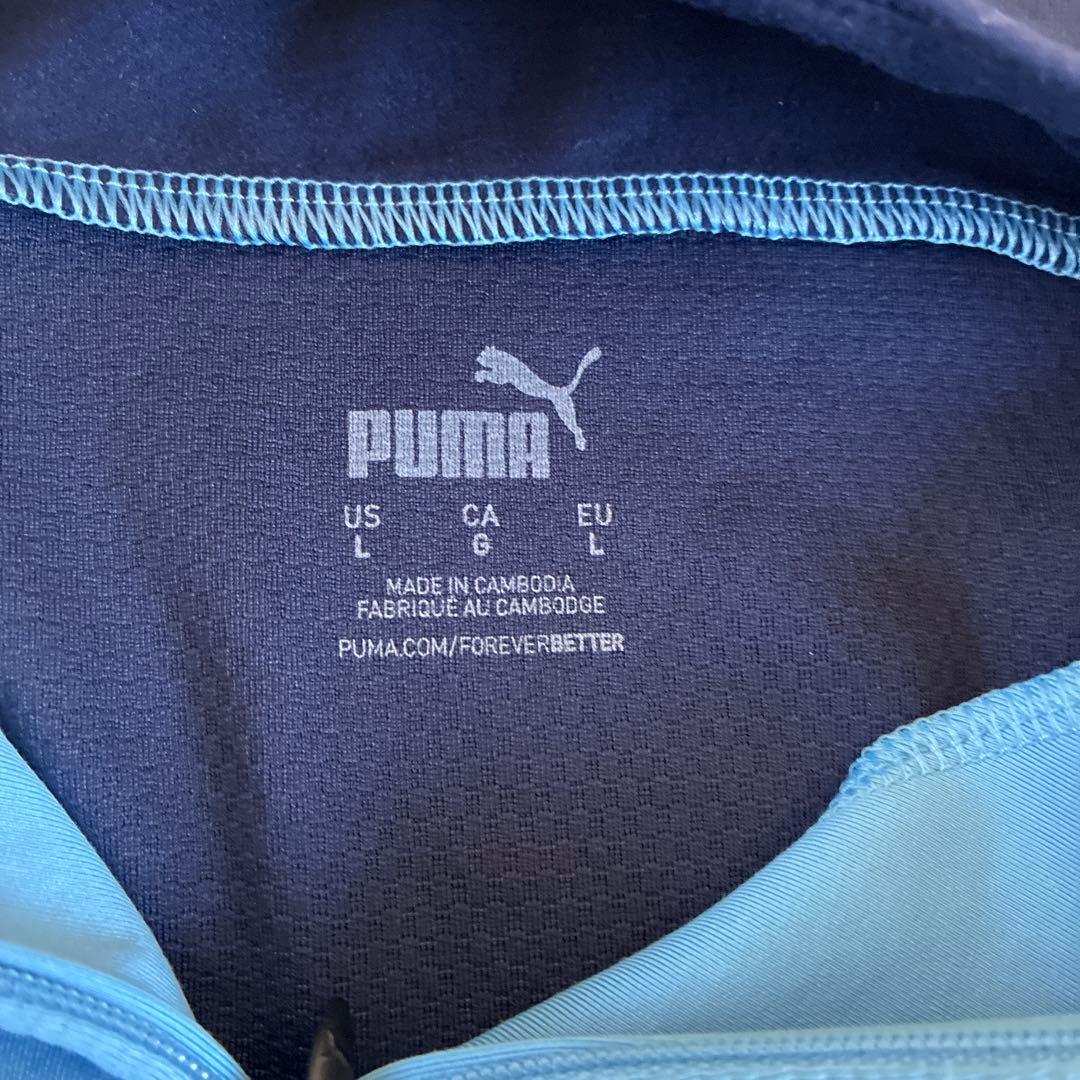 PUMA
US CA EU
L G L
MADE IN CAMBODIA
FABRIQUÉ AU CAMBODGE
PUMA.COM/FOREVERBETTER